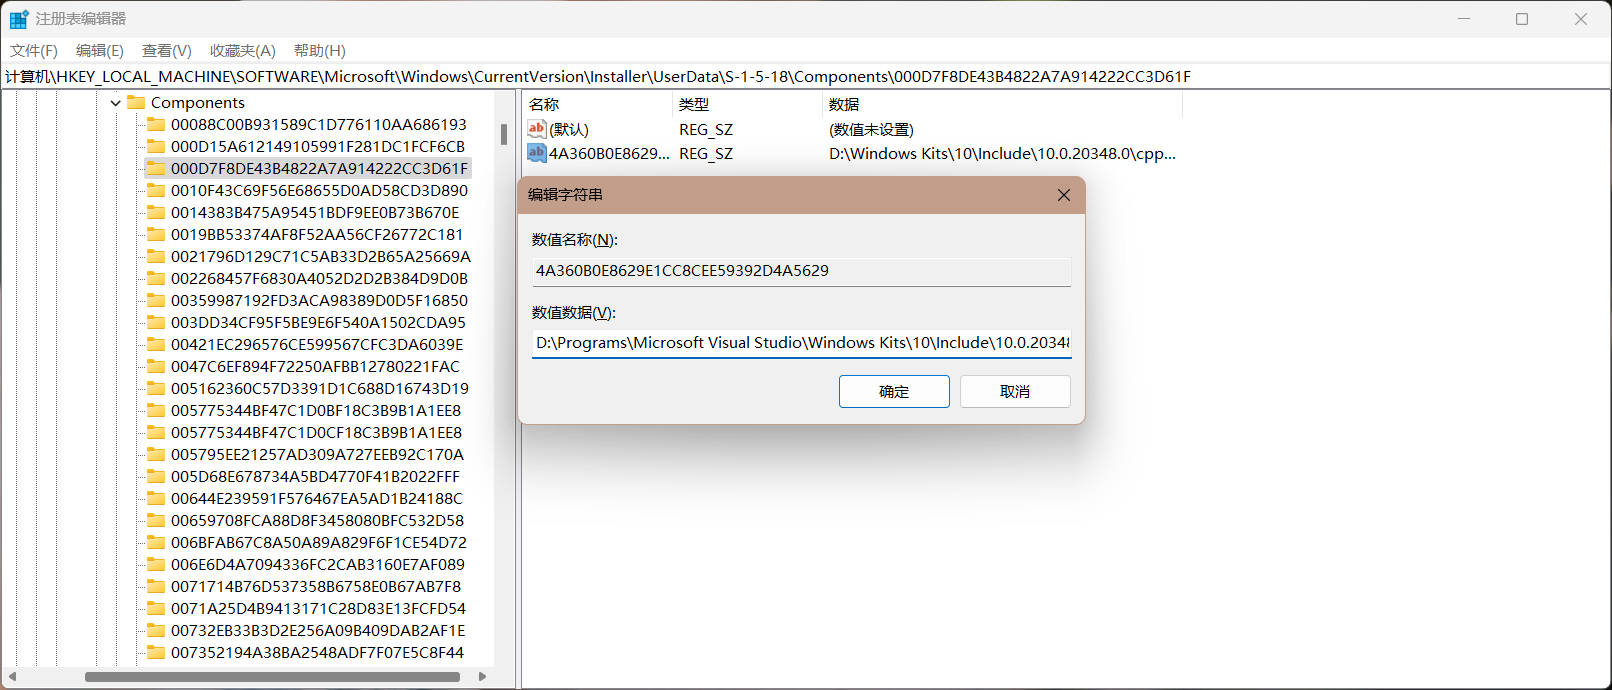 注册表编辑器
文件(F) 编辑(E) 查看(V) 收藏夹(A) 帮助(H)
计算机\HKEY_LOCAL_MACHINE\SOFTWARE\Microsoft\Windows\CurrentVersion\Installer\UserData\S-1-5-18\Components\000D7F8DE43B4822A7A914222CC3D61F
Components
00088C00B931589C1D776110AA686193
000D15A612149105991F281DC1FCF6CB
000D7F8DE43B4822A7A914222CC3D61F
0010F43C69F56E68655D0AD58CD3D890
0014383B475A95451BDF9EE0B73B670E
0019BB53374AF8F52AA56CF26772C181
0021796D129C71C5AB33D2B65A25669A
002268457F6830A4052D2D2B384D9D0B
00359987192FD3ACA98389D0D5F16850
003DD34CF95F5BE9E6F540A1502CDA95
00421EC296576CE599567CFC3DA6039E
0047C6EF894F72250AFBB12780221FAC
005162360C57D3391D1C688D16743D19
005775344BF47C1D0BF18C3B9B1A1EE8
005775344BF47C1D0CF18C3B9B1A1EE8
005795EE21257AD309A727EEB92C170A
005D68E678734A5BD4770F41B2022FFF
00644E239591F576467EA5AD1B24188C
00659708FCA88D8F3458080BFC532D58
006BFAB67C8A50A89A829F6F1CE54D72
006E6D4A7094336FC2CAB3160E7AF089
0071714B76D537358B6758E0B67AB7F8
0071A25D4B9413171C28D83E13FCFD54
00732EB33B3D2E256A09B409DAB2AF1E
007352194A38BA2548ADF7F07E5C8F44
名称 类型 数据
ab (默认) REG_SZ (数值未设置)
ab 4A360B0E8629... REG_SZ D:\Windows Kits\10\Include\10.0.20348.0\cpp...
编辑字符串
数值名称(N):
4A360B0E8629E1CC8CEE59392D4A5629
数值数据(V):
D:\Programs\Microsoft Visual Studio\Windows Kits\10\Include\10.0.20348
确定 取消